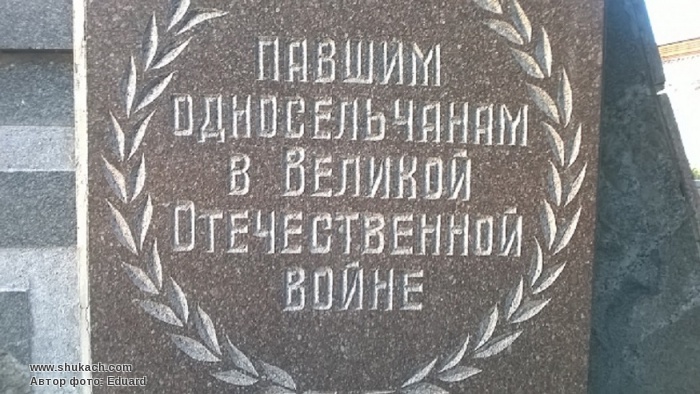 ПАВШИМ
ОДНОСЕЛЬЧАНАМ
В ВЕЛИКОЙ
ОТЕЧЕСТВЕННОЙ
ВОЙНЕ
www.shukach.com
Автор фото: Eduard